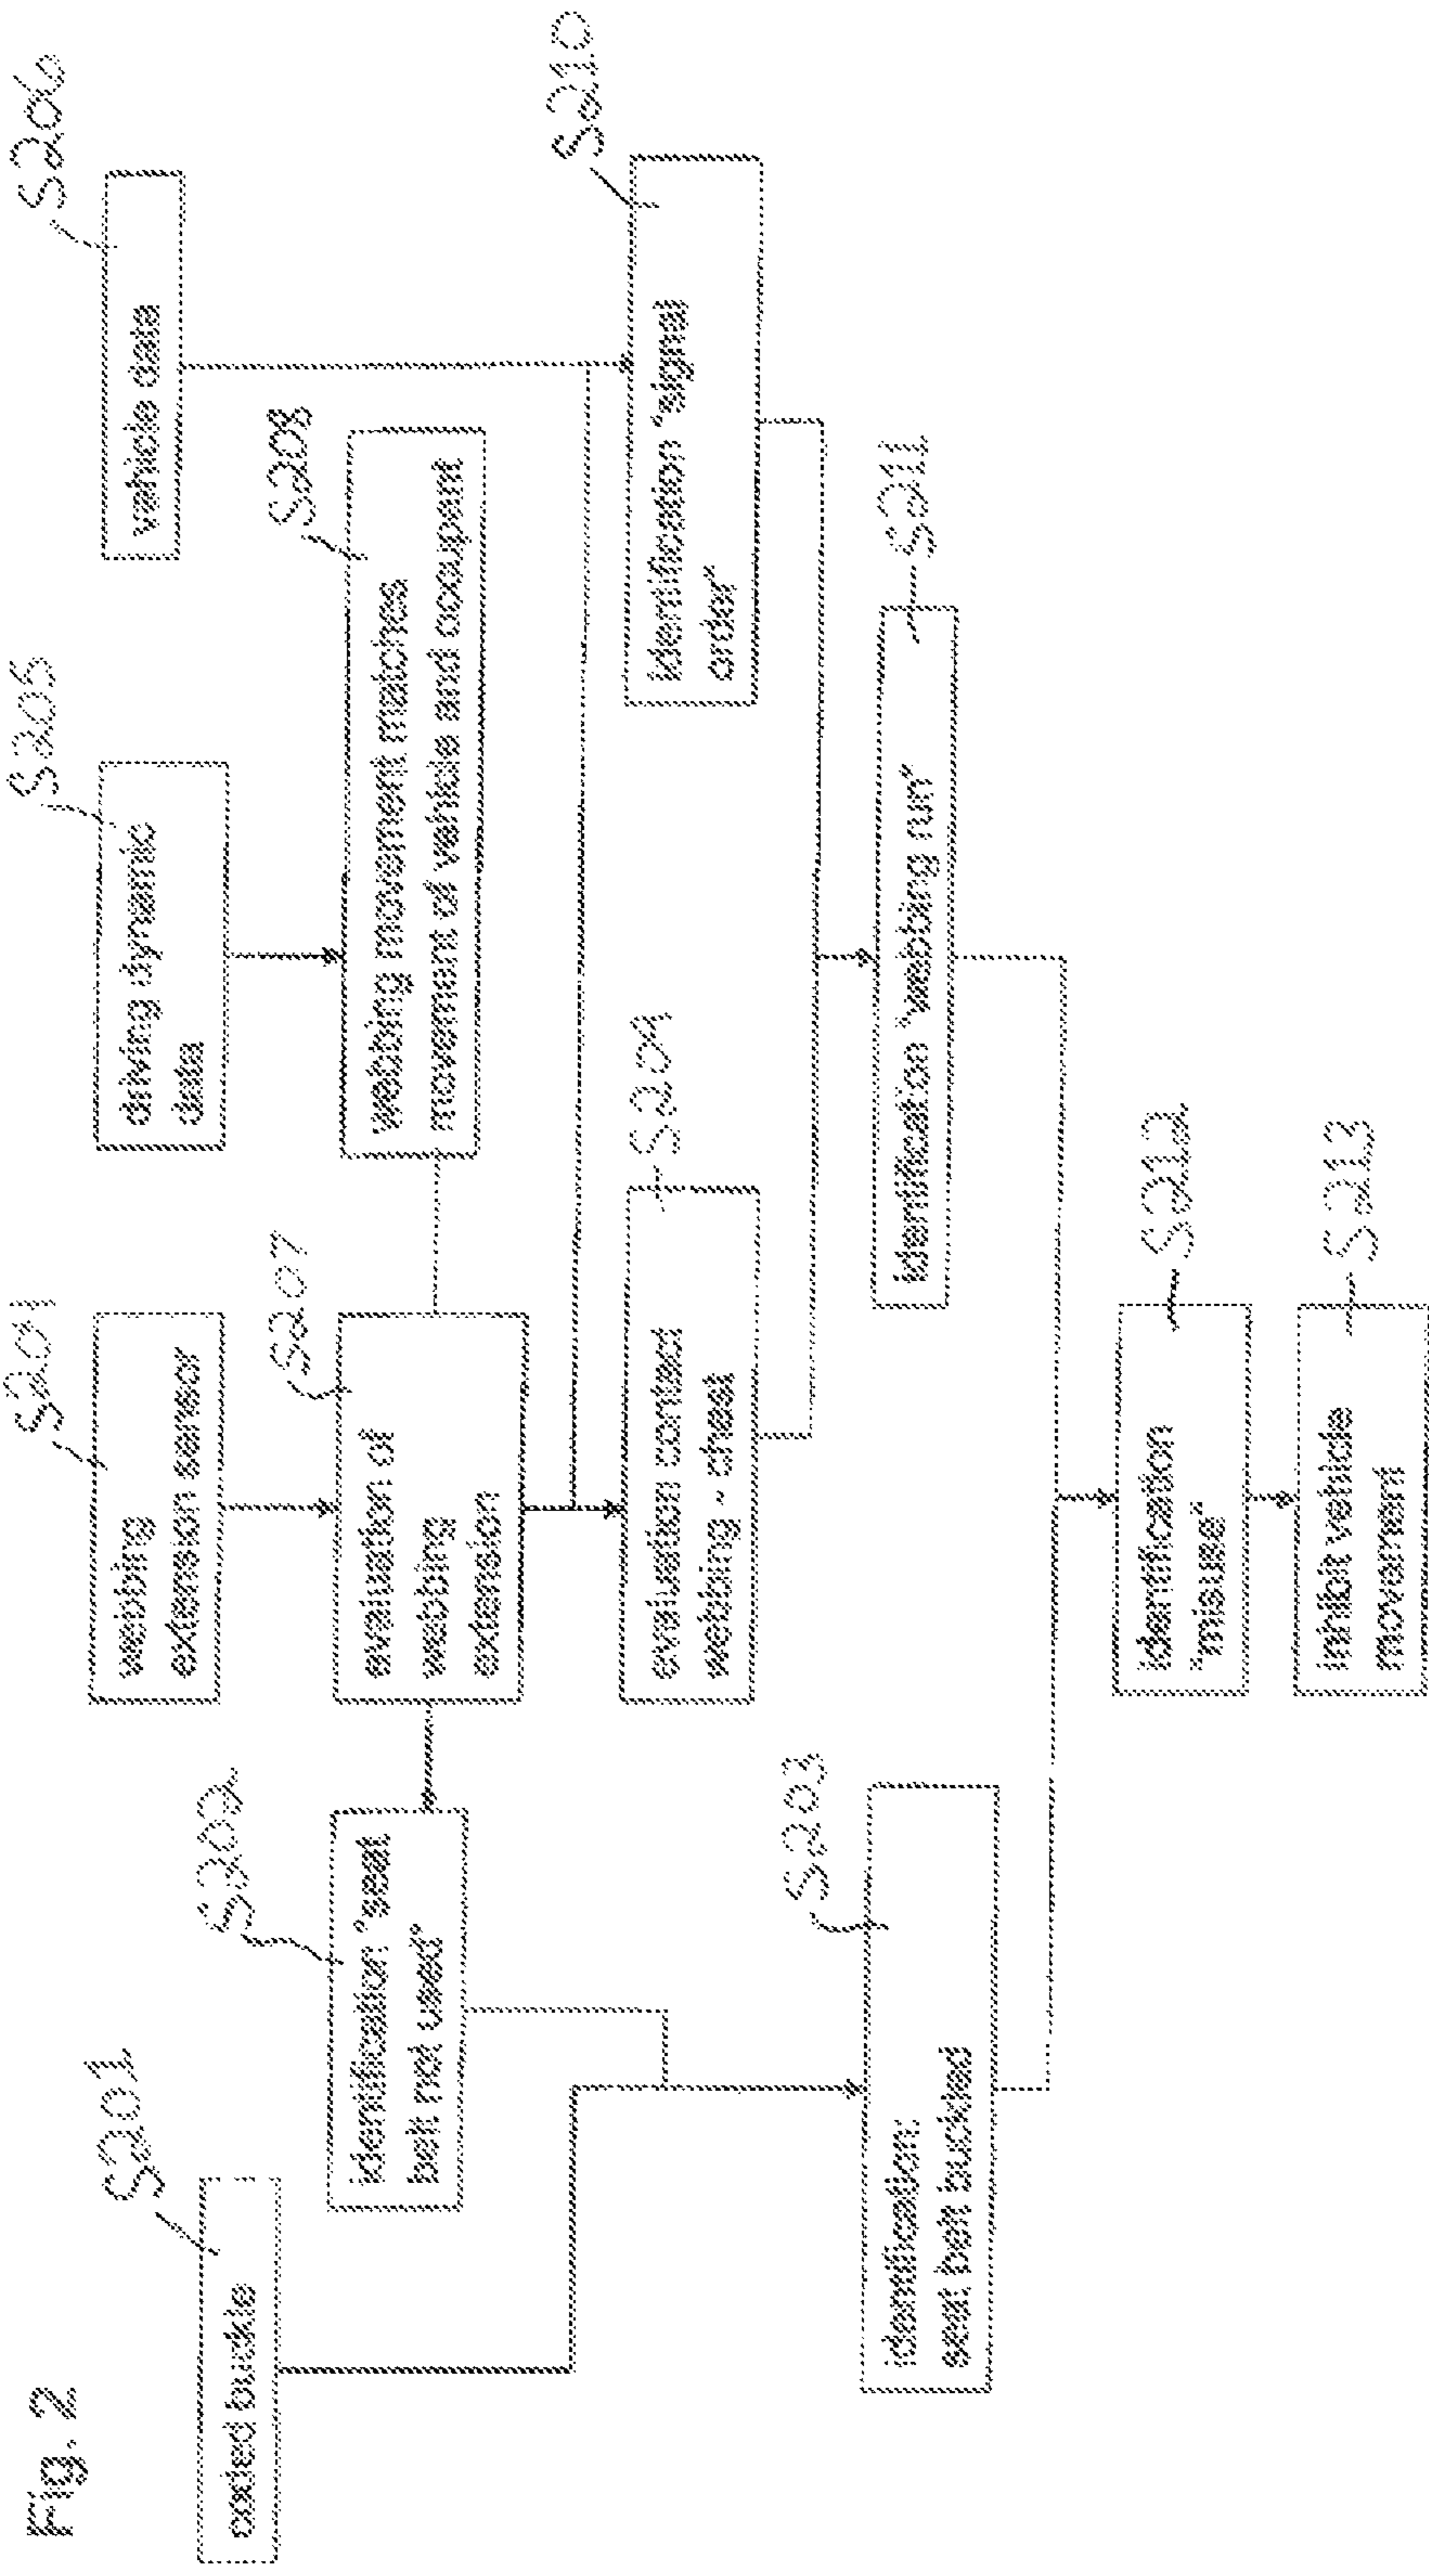 Fig. 2
coded buckle
S201
webbing
extension sensor
driving dynamic
data
S205
vehicle data
S206
identification "seat
belt not used"
S202
evaluation of
webbing
extension
S207
webbing movement matches
movement of vehicle and occupant
S208
evaluation contact
webbing - chest
S209
identification "signal
order"
S210
identification:
seat belt buckled
S203
identification "webbing run"
S211
identification
"misuse"
S212
inhibit vehicle
movement
S213